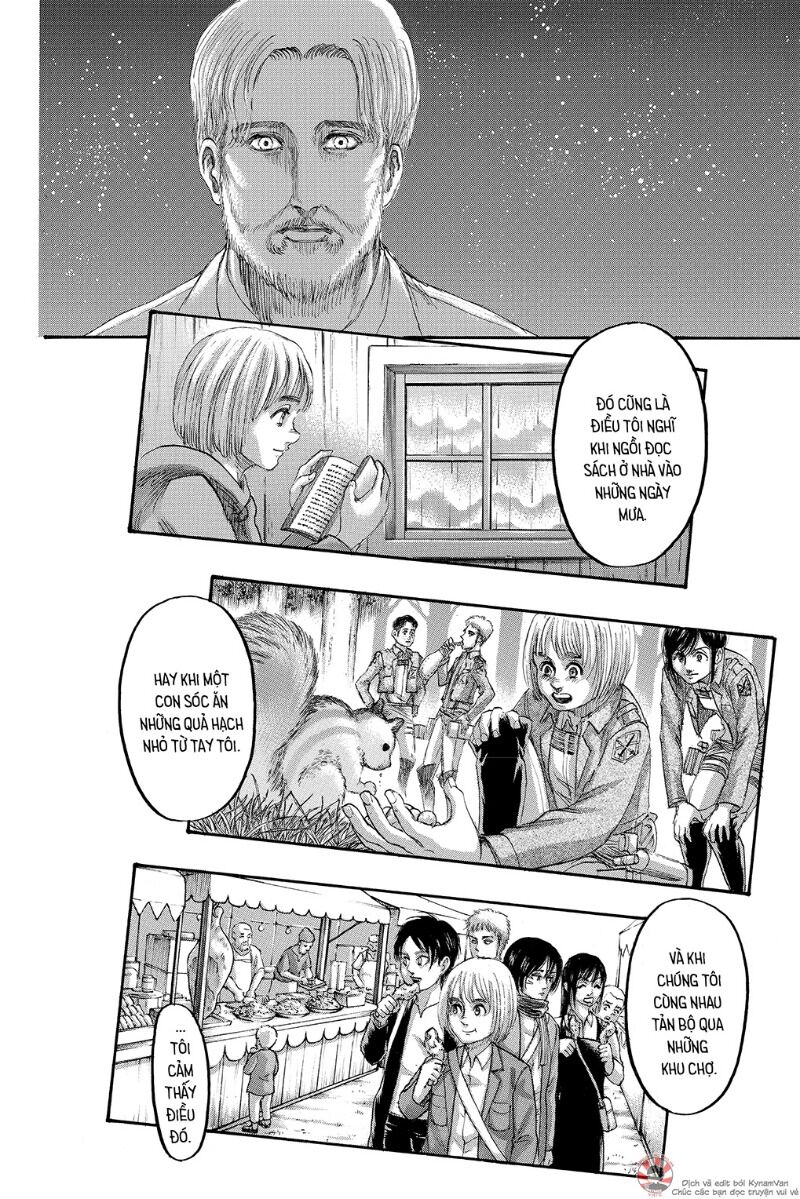 ĐÓ CŨNG LÀ
ĐIỀU TÔI NGHĨ
KHI NGỒI ĐỌC
SÁCH Ở NHÀ VÀO
NHỮNG NGÀY
MƯA.
HAY KHI MỘT
CON SÓC ĂN
NHỮNG QUẢ HẠCH
NHỎ TỪ TAY TÔI.
VÀ KHI
CHÚNG TÔI
CÙNG NHAU
TẢN BỘ QUA
NHỮNG
KHU CHỢ.
...
TÔI
CẢM
THẤY
ĐIỀU
ĐÓ.
Dịch và edit bởi KynamVan
Chúc các bạn đọc truyện vui vẻ